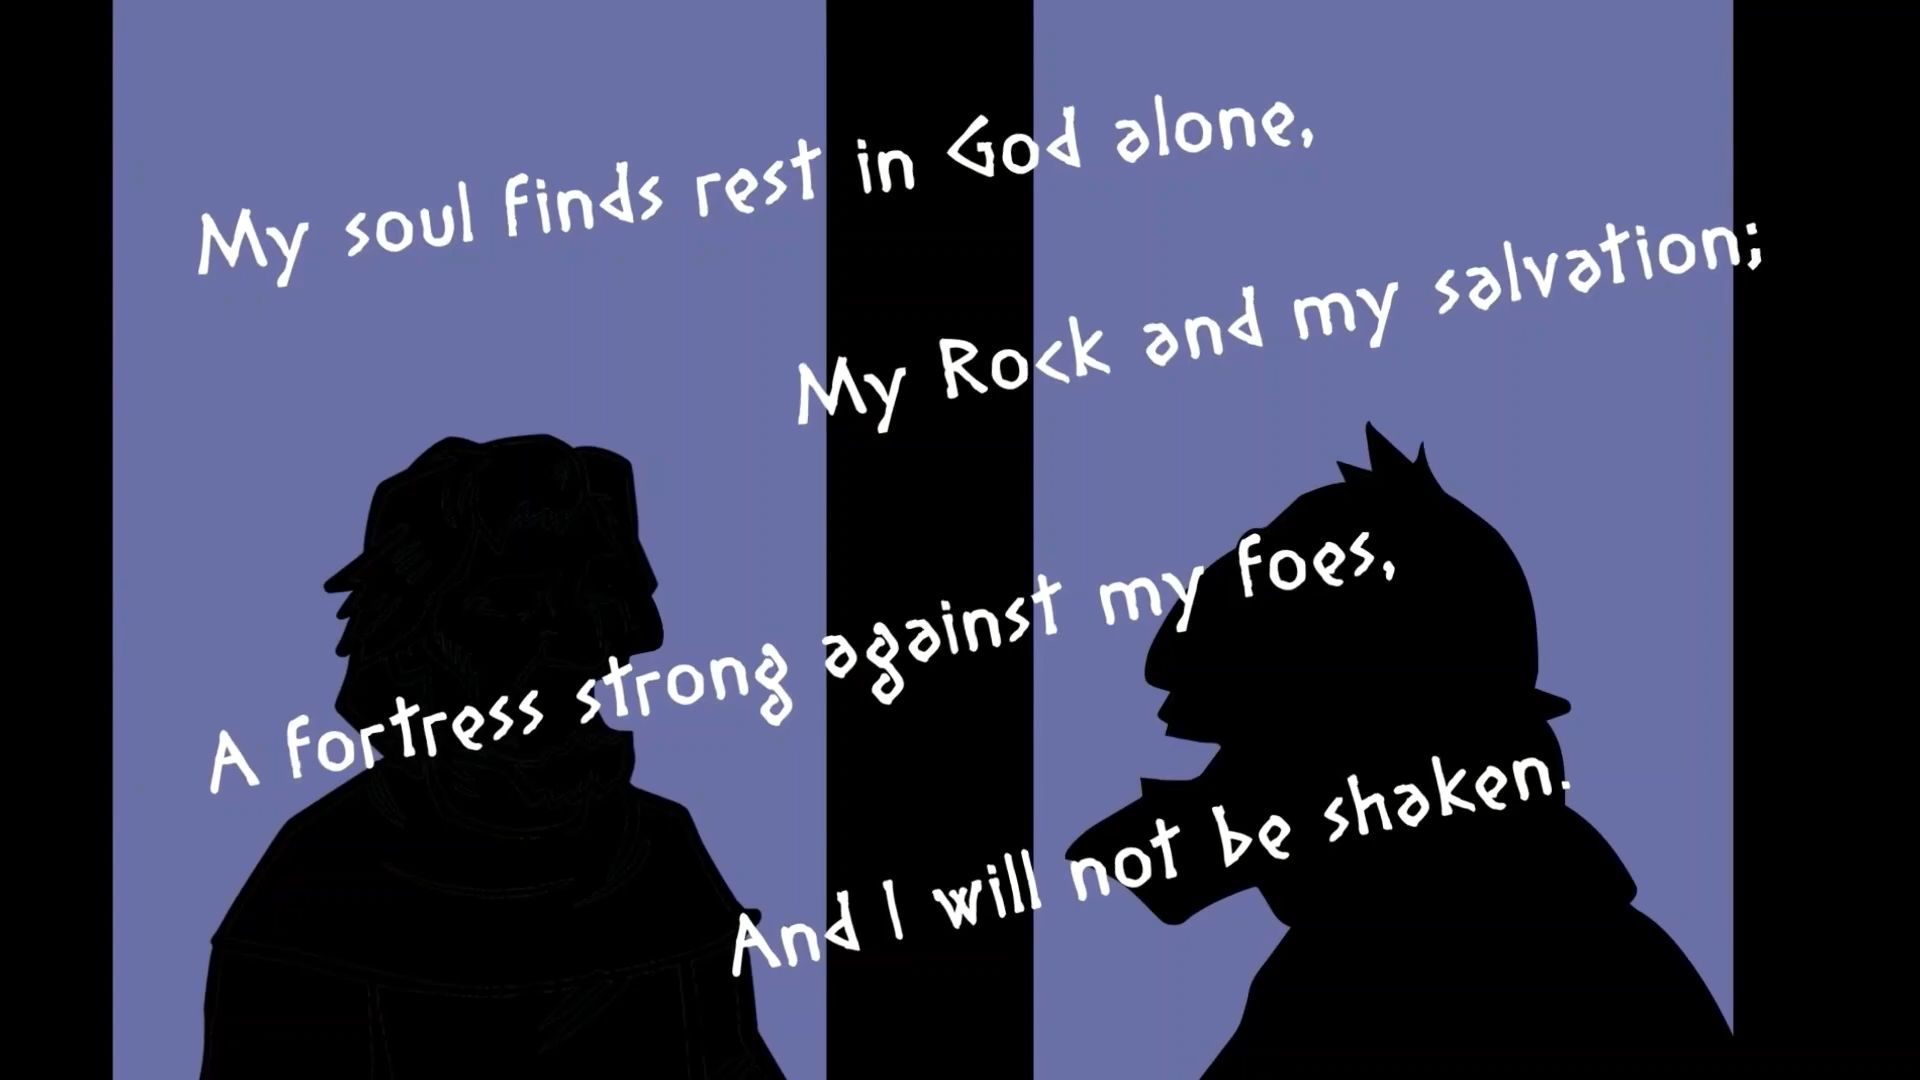 My soul finds rest in God alone,
My Rock and my salvation;
A fortress strong against my foes,
And I will not be shaken.